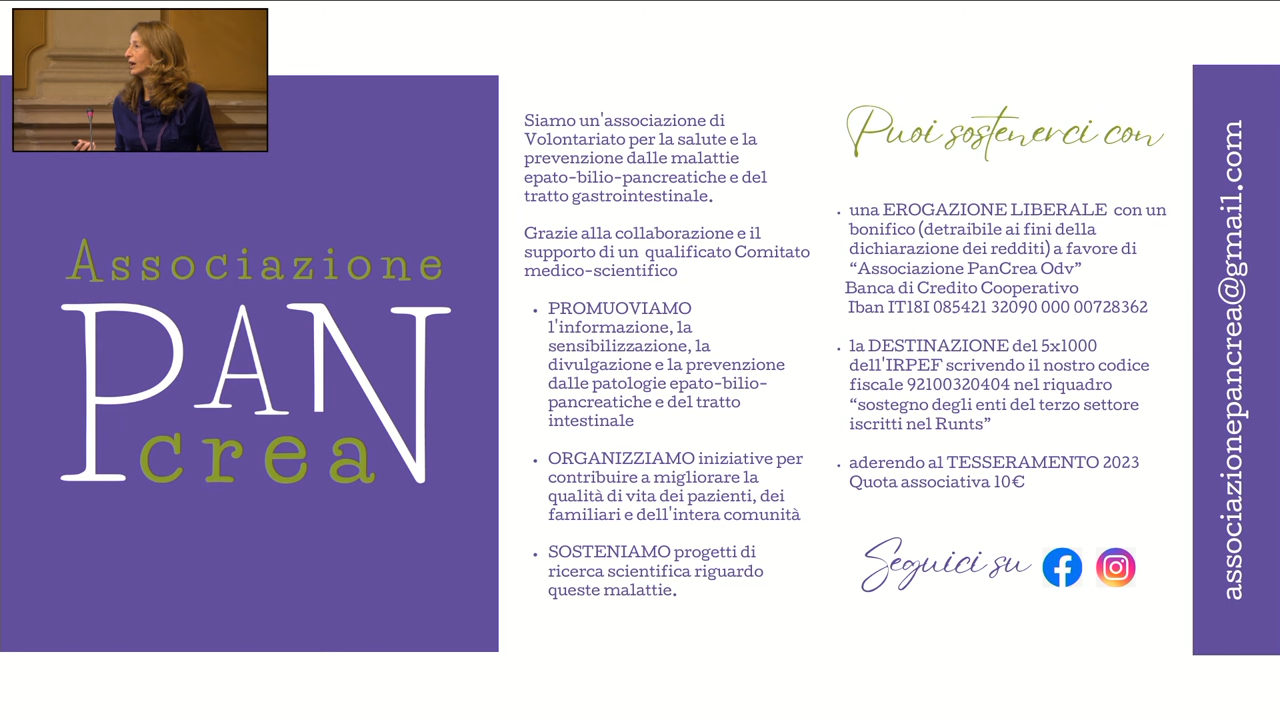 Associazione
PAN
crea
Siamo un'associazione di
Volontariato per la salute e la
prevenzione dalle malattie
epato-bilio-pancreatiche e del
tratto gastrointestinale.
Grazie alla collaborazione e il
supporto di un qualificato Comitato
medico-scientifico
• PROMUOVIAMO
l'informazione, la
sensibilizzazione, la
divulgazione e la prevenzione
dalle patologie epato-bilio-
pancreatiche e del tratto
intestinale
• ORGANIZZIAMO iniziative per
contribuire a migliorare la
qualità di vita dei pazienti, dei
familiari e dell'intera comunità
• SOSTENIAMO progetti di
ricerca scientifica riguardo
queste malattie.
Puoi sostenerci con
• una EROGAZIONE LIBERALE con un
bonifico (detraibile ai fini della
dichiarazione dei redditi) a favore di
“Associazione PanCrea Odv”
Banca di Credito Cooperativo
Iban IT18I 085421 32090 000 00728362
• la DESTINAZIONE del 5x1000
dell'IRPEF scrivendo il nostro codice
fiscale 92100320404 nel riquadro
“sostegno degli enti del terzo settore
iscritti nel Runts”
• aderendo al TESSERAMENTO 2023
Quota associativa 10€
Seguici su
associazionepancrea@gmail.com